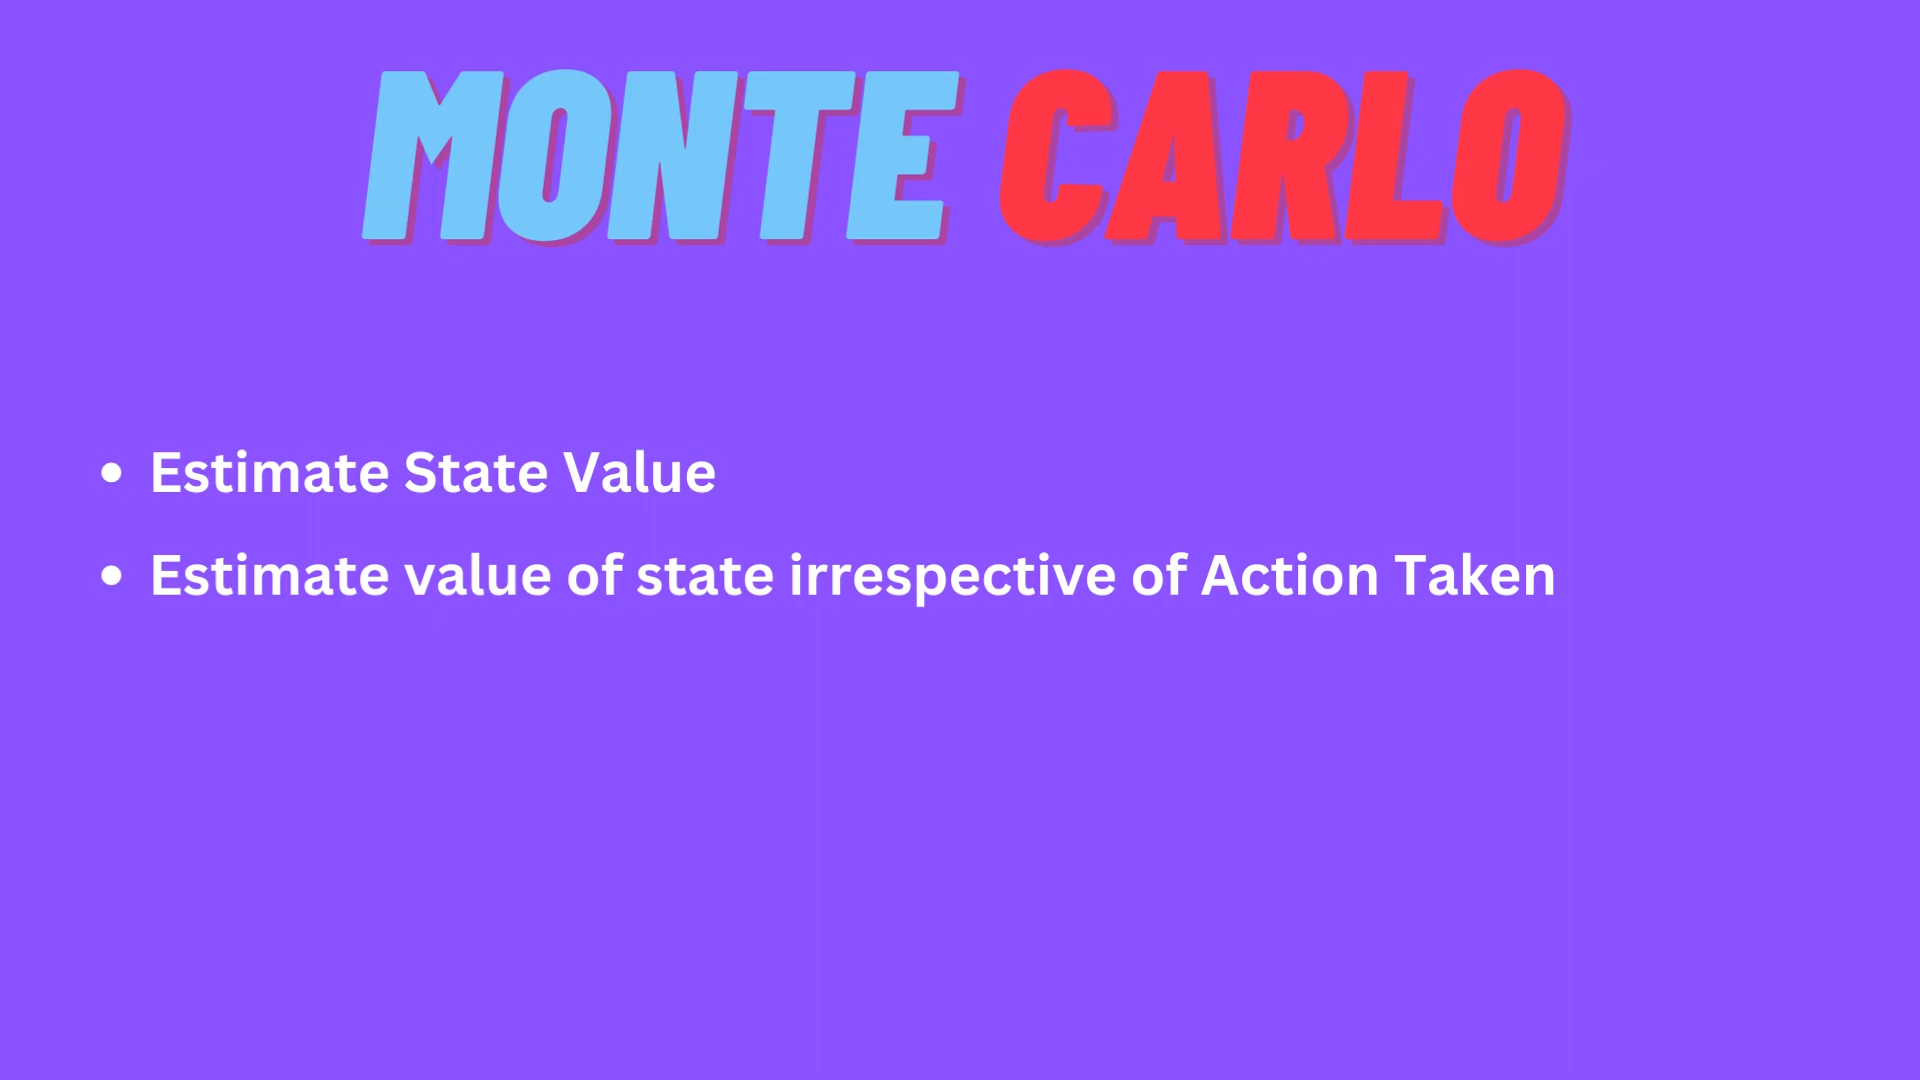 MONTE CARLO
• Estimate State Value
• Estimate value of state irrespective of Action Taken